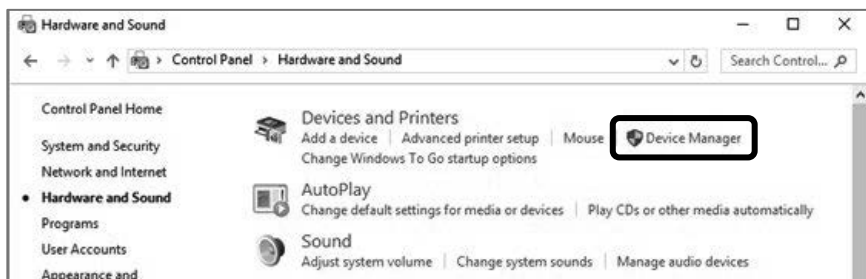 Hardware and Sound
Control Panel > Hardware and Sound
Search Control...
Control Panel Home
System and Security
Network and Internet
Hardware and Sound
Programs
User Accounts
Appearance and
Devices and Printers
Add a device | Advanced printer setup | Mouse Device Manager
Change Windows To Go startup options
AutoPlay
Change default settings for media or devices | Play CDs or other media automatically
Sound
Adjust system volume | Change system sounds | Manage audio devices